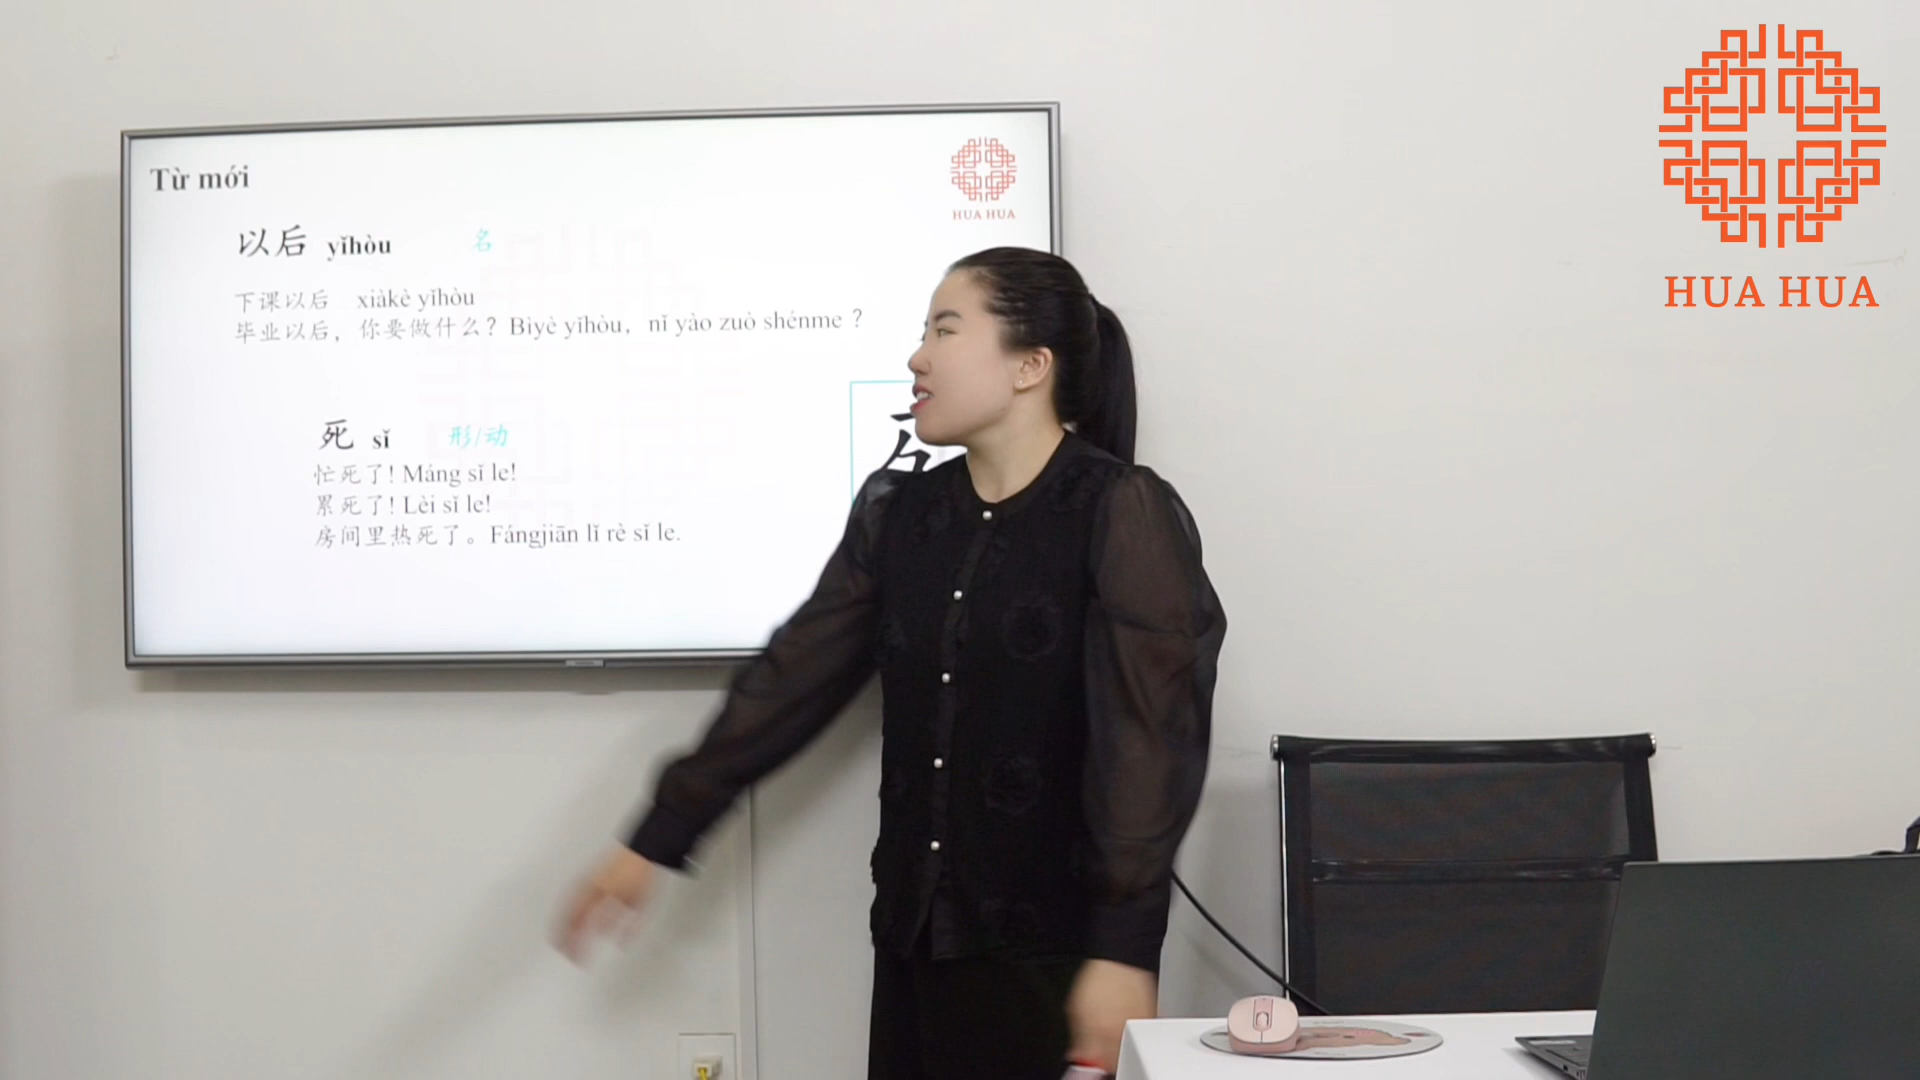 Từ mới
HUA HUA
以后 yǐhòu 名
下课以后 xiàkè yǐhòu
毕业以后，你要做什么？Bìyè yǐhòu, nǐ yào zuò shénme ?
死 sǐ 形/动
忙死了! Máng sǐ le!
累死了! Lèi sǐ le!
房间里热死了。Fángjiān lǐ rè sǐ le.
HUA HUA